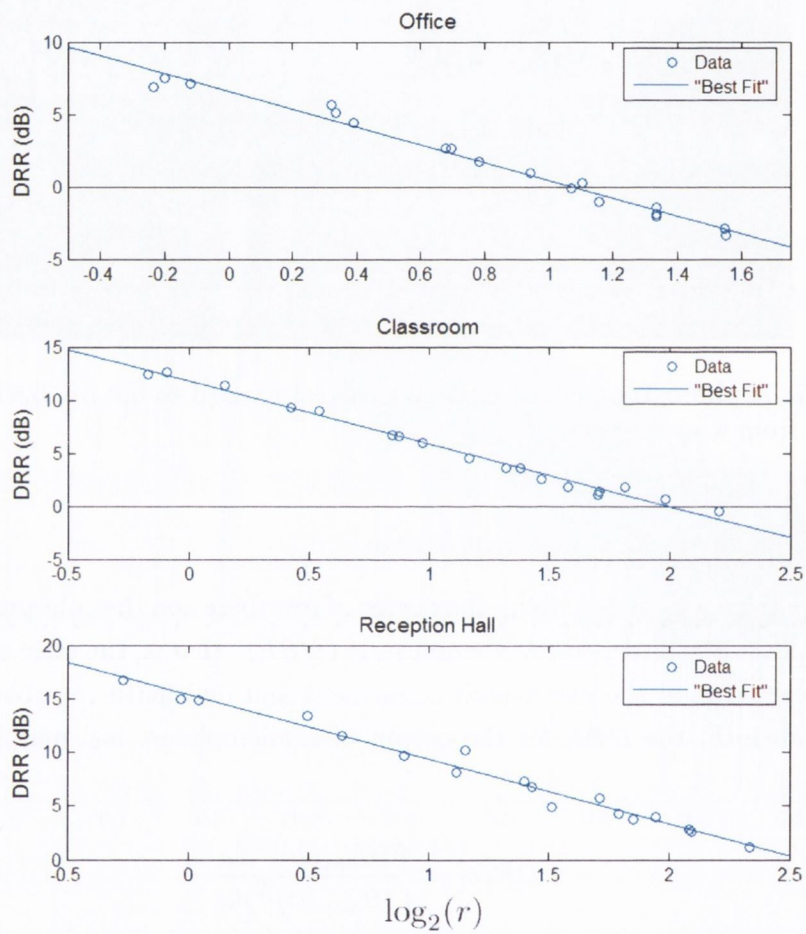 Office
10
5
0
-5
DRR (dB)
Data
"Best Fit"
-0.4 -0.2 0 0.2 0.4 0.6 0.8 1 1.2 1.4 1.6
Classroom
15
10
5
0
-5
DRR (dB)
Data
"Best Fit"
-0.5 0 0.5 1 1.5 2 2.5
Reception Hall
20
15
10
5
0
DRR (dB)
Data
"Best Fit"
-0.5 0 0.5 1 1.5 2 2.5
log₂(r)